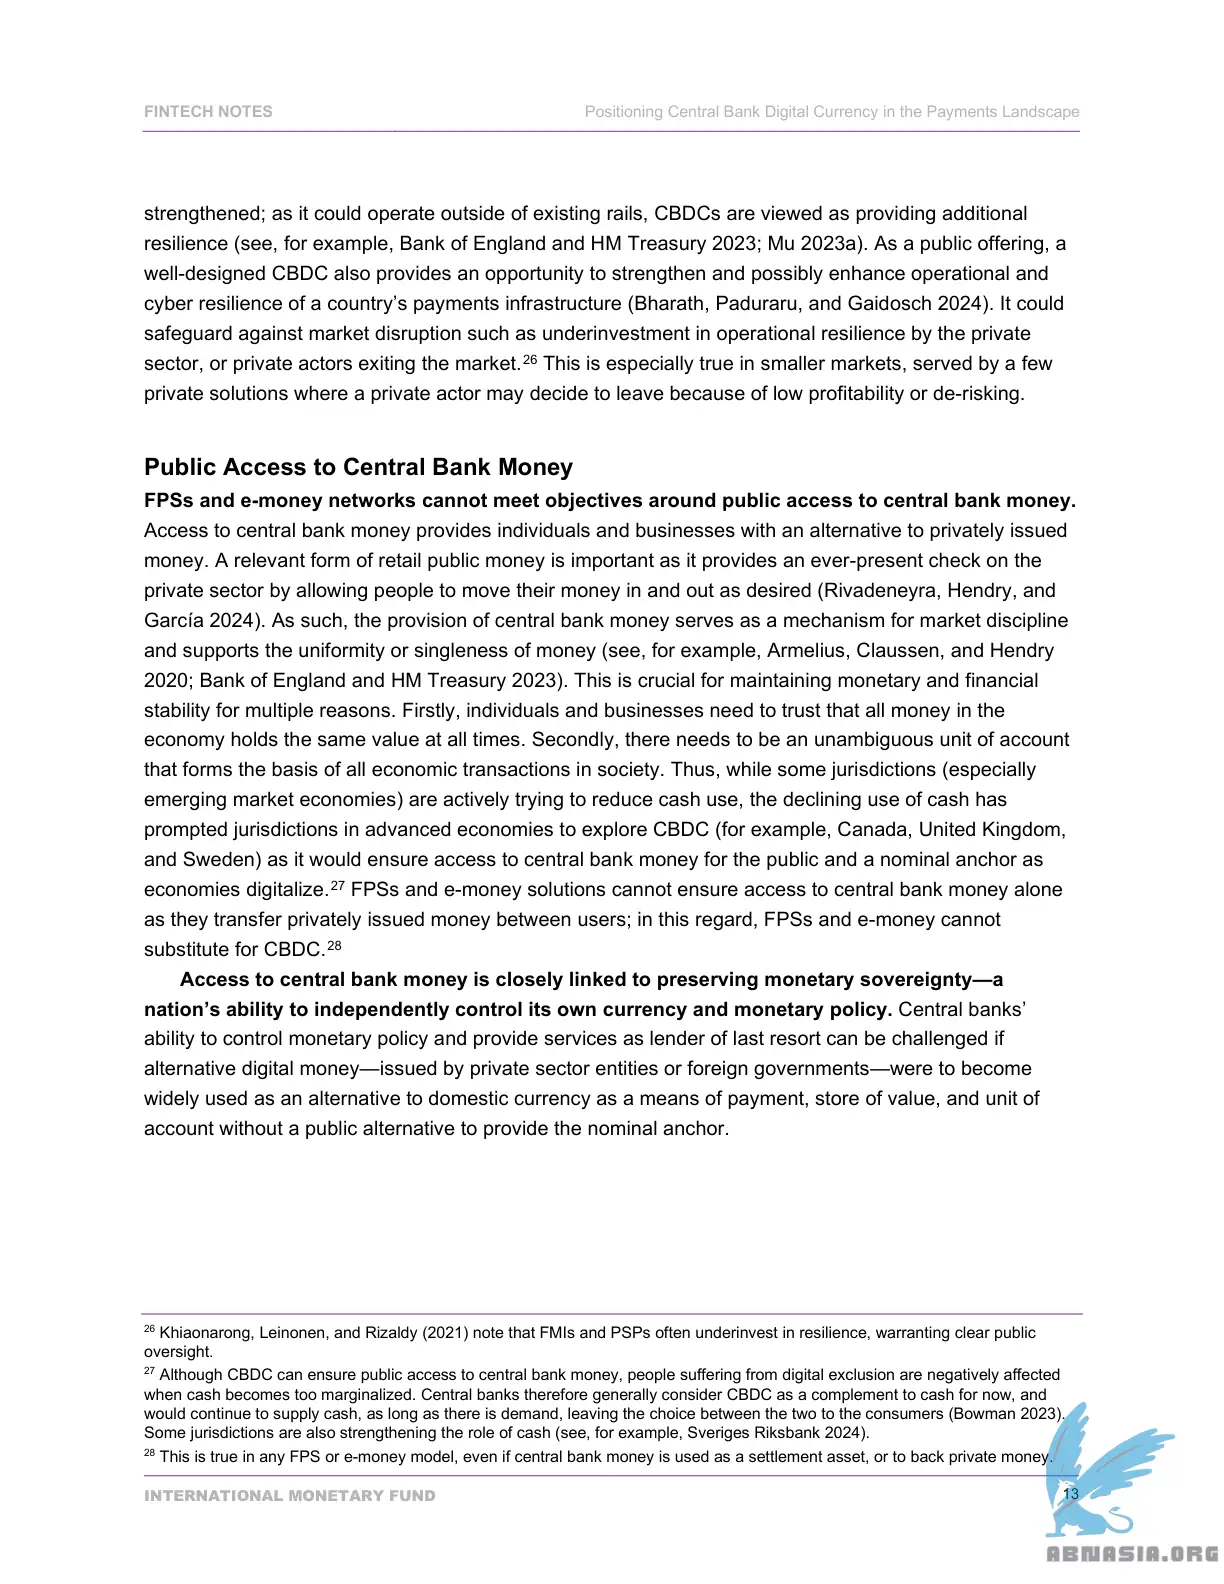 FINTECH NOTES
Positioning Central Bank Digital Currency in the Payments Landscape
strengthened; as it could operate outside of existing rails, CBDCs are viewed as providing additional
resilience (see, for example, Bank of England and HM Treasury 2023; Mu 2023a). As a public offering, a
well-designed CBDC also provides an opportunity to strengthen and possibly enhance operational and
cyber resilience of a country’s payments infrastructure (Bharath, Paduraru, and Gaidosch 2024). It could
safeguard against market disruption such as underinvestment in operational resilience by the private
sector, or private actors exiting the market.26 This is especially true in smaller markets, served by a few
private solutions where a private actor may decide to leave because of low profitability or de-risking.
Public Access to Central Bank Money
FPSs and e-money networks cannot meet objectives around public access to central bank money.
Access to central bank money provides individuals and businesses with an alternative to privately issued
money. A relevant form of retail public money is important as it provides an ever-present check on the
private sector by allowing people to move their money in and out as desired (Rivadeneyra, Hendry, and
García 2024). As such, the provision of central bank money serves as a mechanism for market discipline
and supports the uniformity or singleness of money (see, for example, Armelius, Claussen, and Hendry
2020; Bank of England and HM Treasury 2023). This is crucial for maintaining monetary and financial
stability for multiple reasons. Firstly, individuals and businesses need to trust that all money in the
economy holds the same value at all times. Secondly, there needs to be an unambiguous unit of account
that forms the basis of all economic transactions in society. Thus, while some jurisdictions (especially
emerging market economies) are actively trying to reduce cash use, the declining use of cash has
prompted jurisdictions in advanced economies to explore CBDC (for example, Canada, United Kingdom,
and Sweden) as it would ensure access to central bank money for the public and a nominal anchor as
economies digitalize.27 FPSs and e-money solutions cannot ensure access to central bank money alone
as they transfer privately issued money between users; in this regard, FPSs and e-money cannot
substitute for CBDC.28
Access to central bank money is closely linked to preserving monetary sovereignty—a
nation’s ability to independently control its own currency and monetary policy. Central banks’
ability to control monetary policy and provide services as lender of last resort can be challenged if
alternative digital money—issued by private sector entities or foreign governments—were to become
widely used as an alternative to domestic currency as a means of payment, store of value, and unit of
account without a public alternative to provide the nominal anchor.
26 Khiaonarong, Leinonen, and Rizaldy (2021) note that FMIs and PSPs often underinvest in resilience, warranting clear public
oversight.
27 Although CBDC can ensure public access to central bank money, people suffering from digital exclusion are negatively affected
when cash becomes too marginalized. Central banks therefore generally consider CBDC as a complement to cash for now, and
would continue to supply cash, as long as there is demand, leaving the choice between the two to the consumers (Bowman 2023).
Some jurisdictions are also strengthening the role of cash (see, for example, Sveriges Riksbank 2024).
28 This is true in any FPS or e-money model, even if central bank money is used as a settlement asset, or to back private money.
INTERNATIONAL MONETARY FUND
13
ABNASIA.ORG